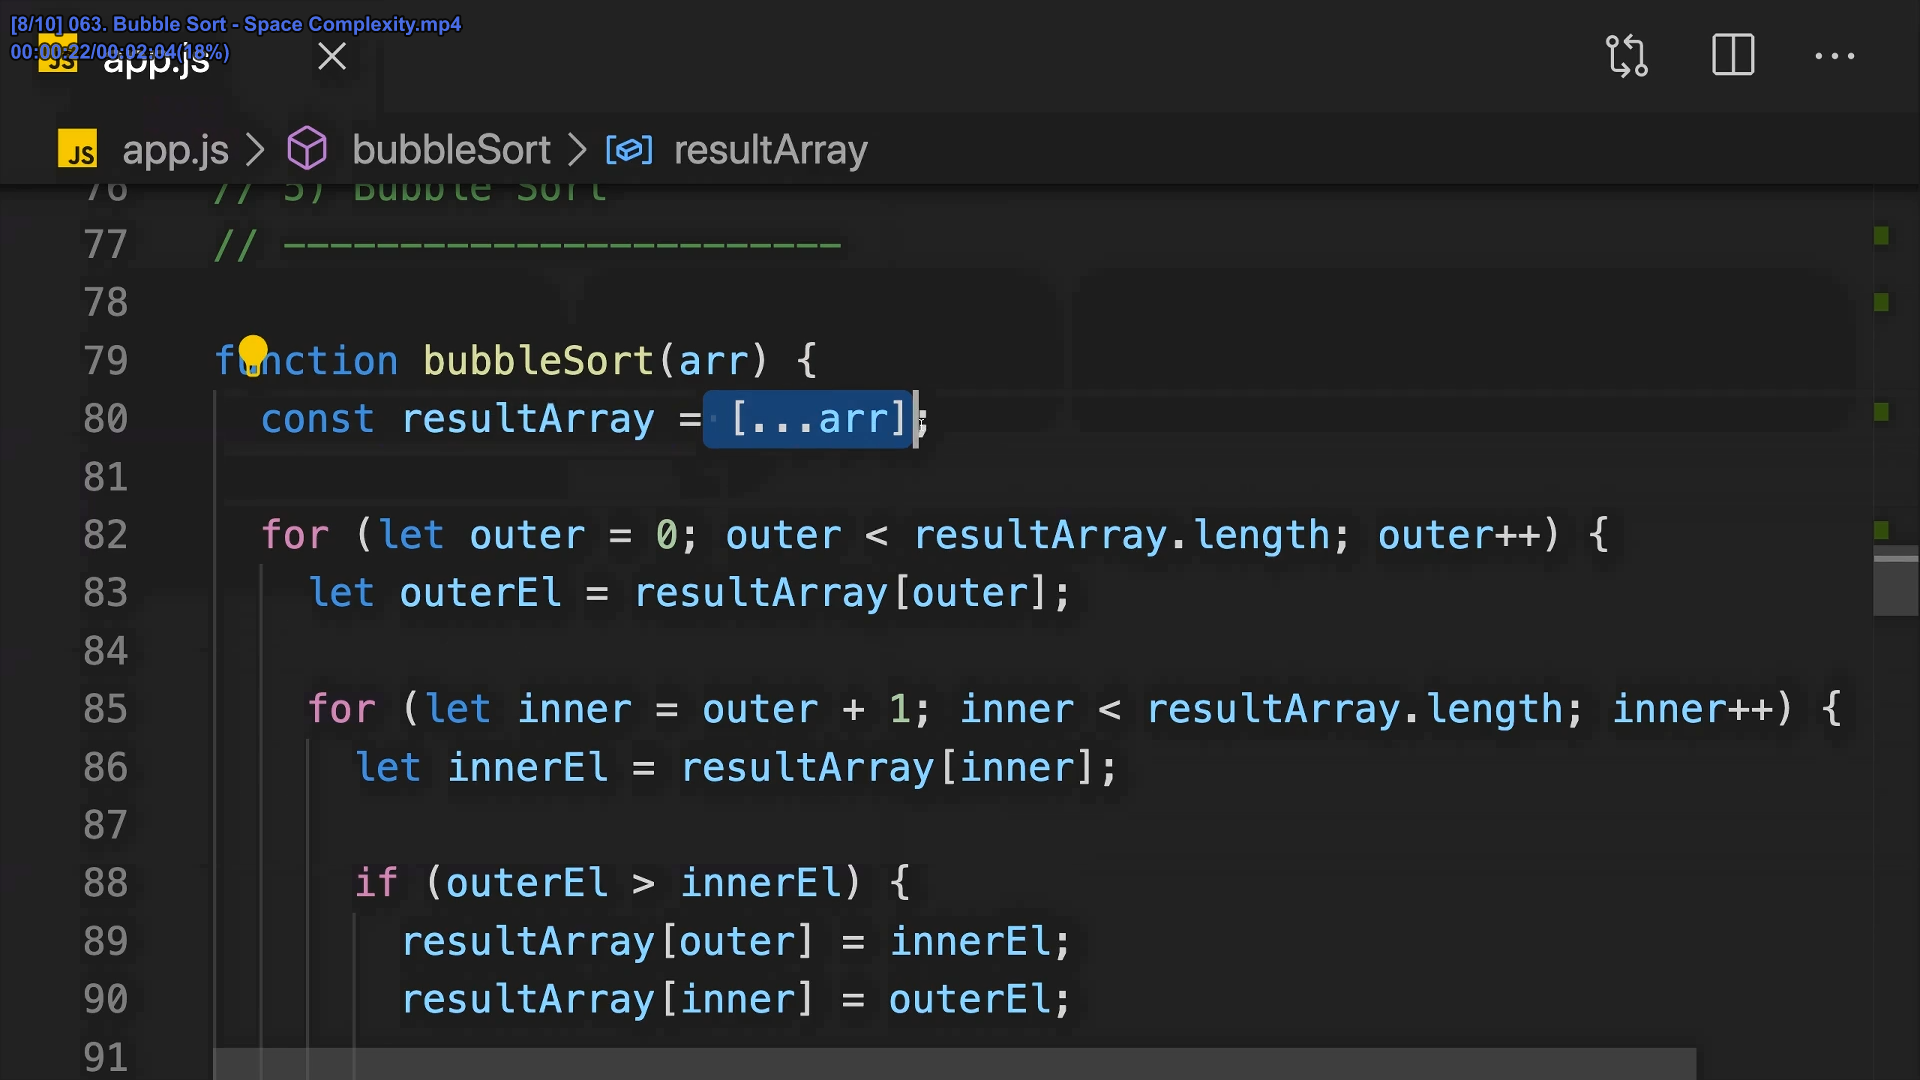 [8/10] 063. Bubble Sort - Space Complexity.mp4
00:00:22/00:02:04(18%)
JS app.js
JS app.js > bubbleSort > resultArray
76 // 5) Bubble Sort
77 // ------------------------
78
79 function bubbleSort(arr) {
80 const resultArray = [...arr];
81
82 for (let outer = 0; outer < resultArray.length; outer++) {
83 let outerEl = resultArray[outer];
84
85 for (let inner = outer + 1; inner < resultArray.length; inner++) {
86 let innerEl = resultArray[inner];
87
88 if (outerEl > innerEl) {
89 resultArray[outer] = innerEl;
90 resultArray[inner] = outerEl;
91